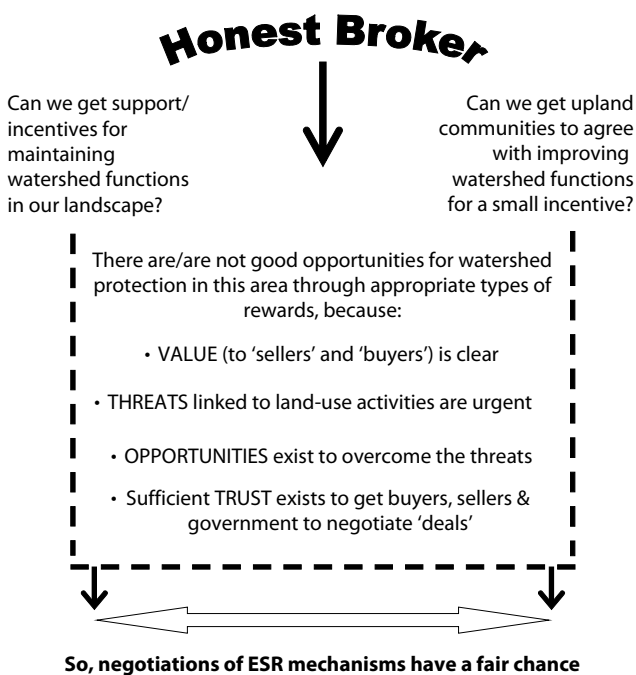 Honest Broker
Can we get support/
incentives for
maintaining
watershed functions
in our landscape?
Can we get upland
communities to agree
with improving
watershed functions
for a small incentive?
There are/are not good opportunities for watershed
protection in this area through appropriate types of
rewards, because:
• VALUE (to ‘sellers’ and ‘buyers’) is clear
• THREATS linked to land-use activities are urgent
• OPPORTUNITIES exist to overcome the threats
• Sufficient TRUST exists to get buyers, sellers &
government to negotiate ‘deals’
So, negotiations of ESR mechanisms have a fair chance